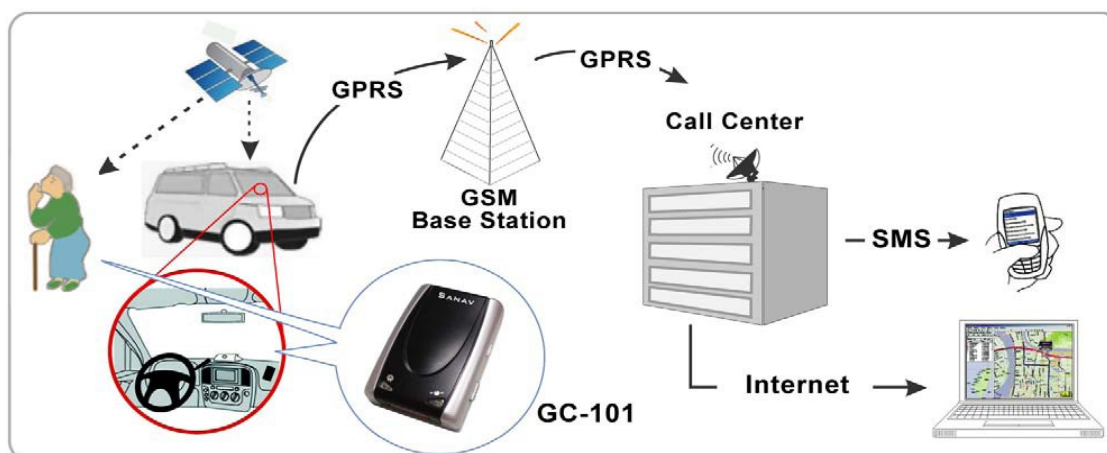 GPRS
GPRS
Call Center
GSM
Base Station
SMS
SANAV
Internet
GC-101